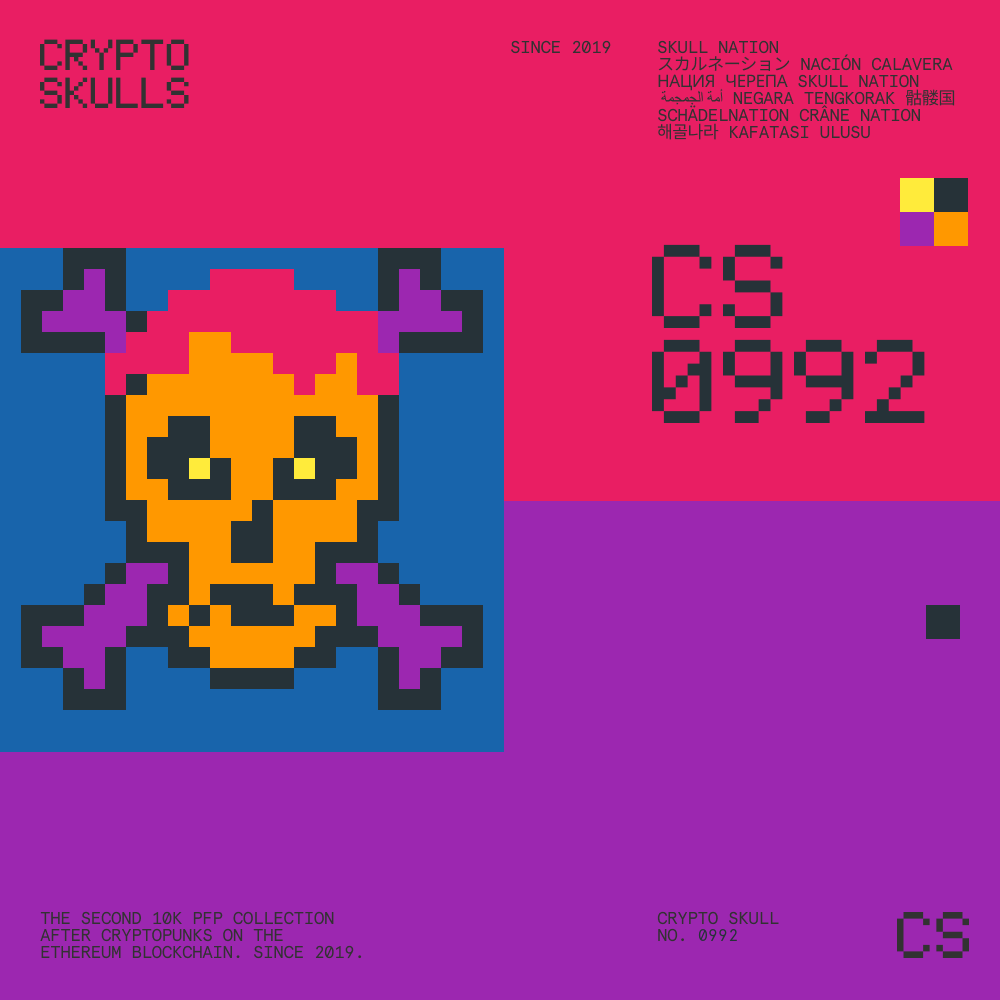 CRYPTO
SKULLS
SINCE 2019
SKULL NATION
スカルネーション NACIÓN CALAVERA
НАЦИЯ ЧЕРЕПА SKULL NATION
أمة الجمجمة NEGARA TENGKORAK 骷髅国
SCHÄDELNATION CRÂNE NATION
해골나라 KAFATASI ULUSU
CS
0992
THE SECOND 10K PFP COLLECTION
AFTER CRYPTOPUNKS ON THE
ETHEREUM BLOCKCHAIN. SINCE 2019.
CRYPTO SKULL
NO. 0992
CS